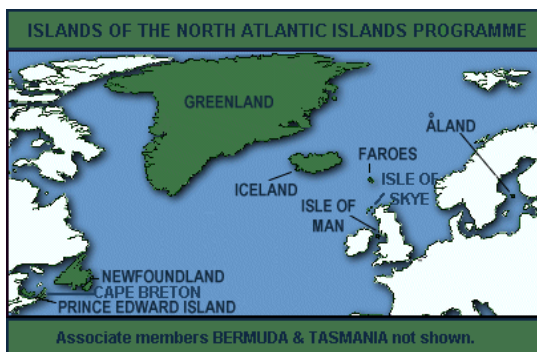 ISLANDS OF THE NORTH ATLANTIC ISLANDS PROGRAMME
GREENLAND
ÅLAND
FAROES
ICELAND
ISLE OF
SKYE
ISLE OF
MAN
NEWFOUNDLAND
CAPE BRETON
PRINCE EDWARD ISLAND
Associate members BERMUDA & TASMANIA not shown.